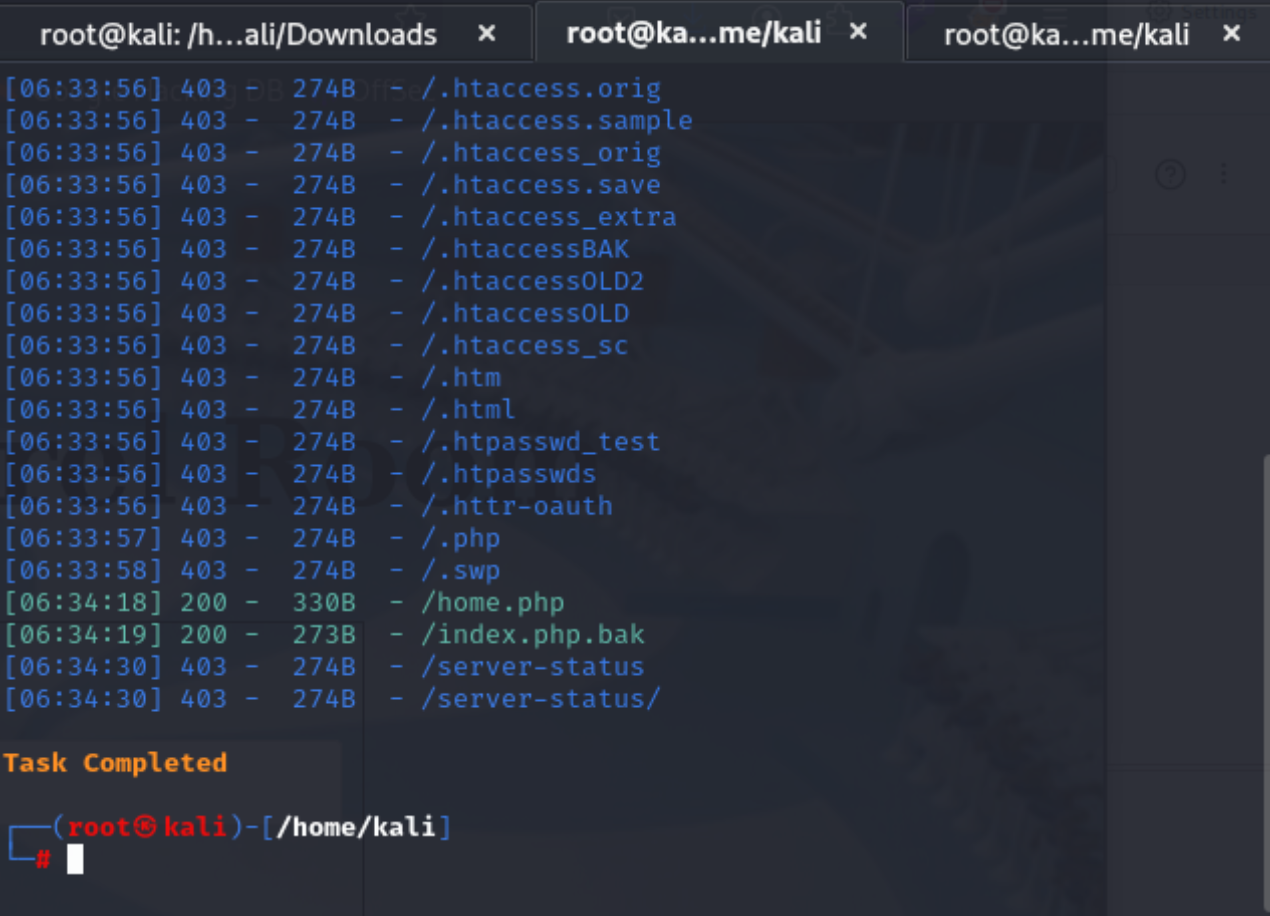 root@kali: /h...ali/Downloads × root@ka...me/kali × root@ka...me/kali ×
Settings
[06:33:56] 403 - 274B - /.htaccess.orig
[06:33:56] 403 - 274B - /.htaccess.sample
[06:33:56] 403 - 274B - /.htaccess_orig
[06:33:56] 403 - 274B - /.htaccess.save
[06:33:56] 403 - 274B - /.htaccess_extra
[06:33:56] 403 - 274B - /.htaccessBAK
[06:33:56] 403 - 274B - /.htaccessOLD2
[06:33:56] 403 - 274B - /.htaccessOLD
[06:33:56] 403 - 274B - /.htaccess_sc
[06:33:56] 403 - 274B - /.htm
[06:33:56] 403 - 274B - /.html
[06:33:56] 403 - 274B - /.htpasswd_test
[06:33:56] 403 - 274B - /.htpasswds
[06:33:56] 403 - 274B - /.httr-oauth
[06:33:57] 403 - 274B - /.php
[06:33:58] 403 - 274B - /.swp
[06:34:18] 200 - 330B - /home.php
[06:34:19] 200 - 273B - /index.php.bak
[06:34:30] 403 - 274B - /server-status
[06:34:30] 403 - 274B - /server-status/
Task Completed
┌──(root㉿kali)-[/home/kali]
└─#